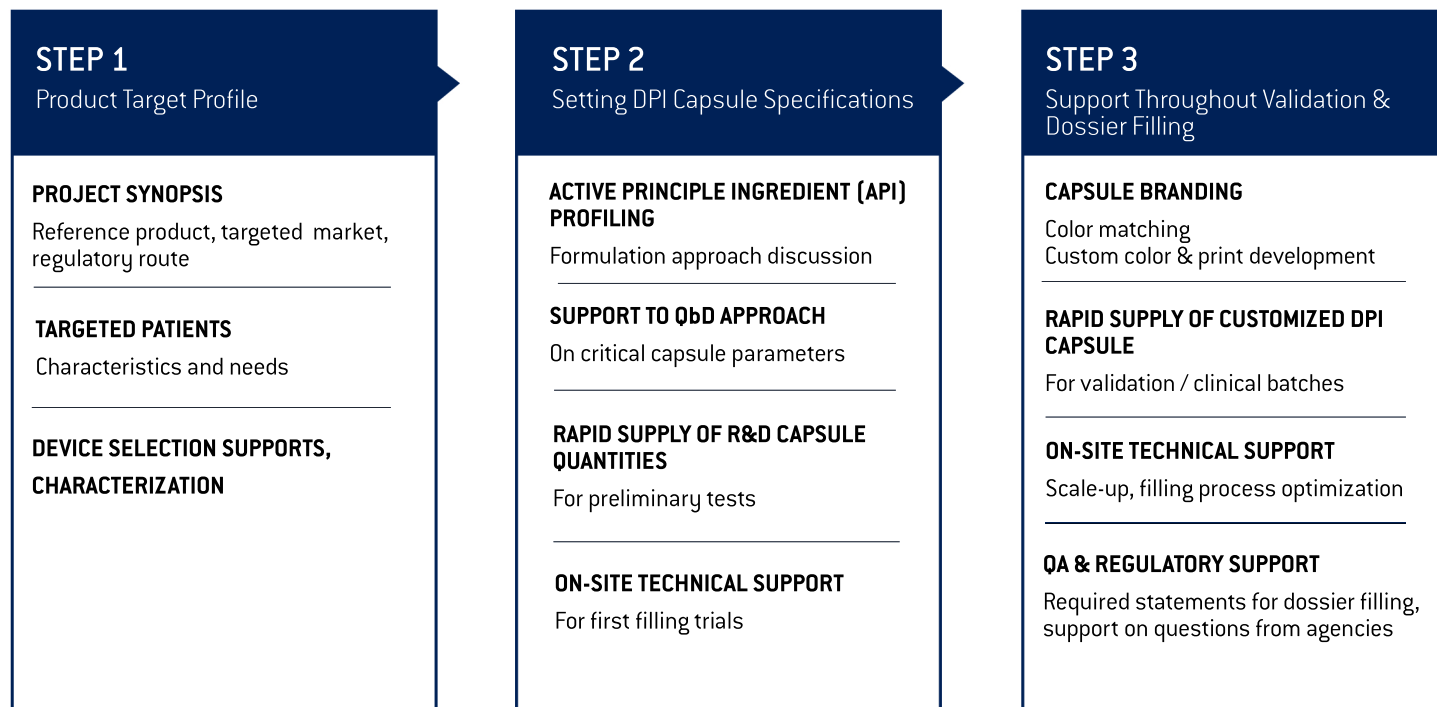 STEP 1
Product Target Profile
PROJECT SYNOPSIS
Reference product, targeted market,
regulatory route
TARGETED PATIENTS
Characteristics and needs
DEVICE SELECTION SUPPORTS,
CHARACTERIZATION
STEP 2
Setting DPI Capsule Specifications
ACTIVE PRINCIPLE INGREDIENT (API)
PROFILING
Formulation approach discussion
SUPPORT TO QbD APPROACH
On critical capsule parameters
RAPID SUPPLY OF R&D CAPSULE
QUANTITIES
For preliminary tests
ON-SITE TECHNICAL SUPPORT
For first filling trials
STEP 3
Support Throughout Validation &
Dossier Filling
CAPSULE BRANDING
Color matching
Custom color & print development
RAPID SUPPLY OF CUSTOMIZED DPI
CAPSULE
For validation / clinical batches
ON-SITE TECHNICAL SUPPORT
Scale-up, filling process optimization
QA & REGULATORY SUPPORT
Required statements for dossier filling,
support on questions from agencies